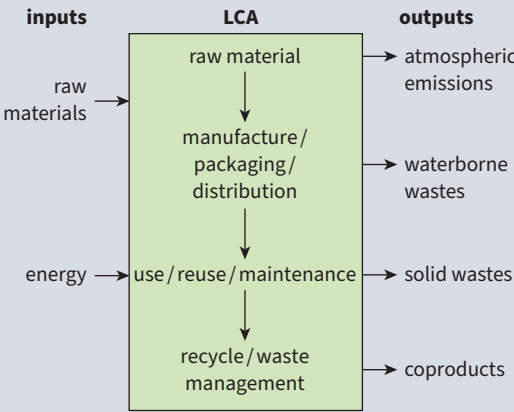 inputs
LCA
outputs
raw
materials
energy
raw material
manufacture/
packaging/
distribution
use/reuse/maintenance
recycle/waste
management
atmospheric
emissions
waterborne
wastes
solid wastes
coproducts